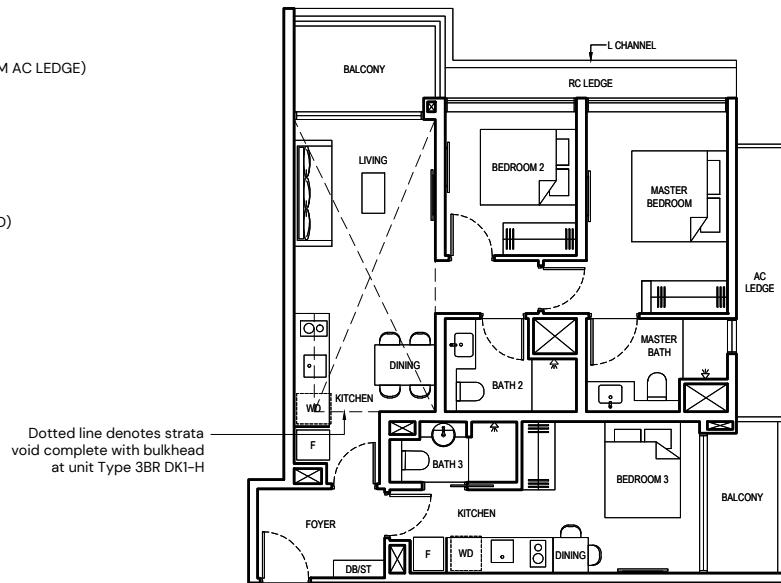 M AC LEDGE)
L CHANNEL
RC LEDGE
BALCONY
LIVING
BEDROOM 2
MASTER
BEDROOM
D)
AC
LEDGE
MASTER
BATH
DINING
BATH 2
KITCHEN
WD
Dotted line denotes strata
void complete with bulkhead
at unit Type 3BR DK1-H
F
BATH 3
BEDROOM 3
BALCONY
KITCHEN
FOYER
F
WD
DINING
DB/ST